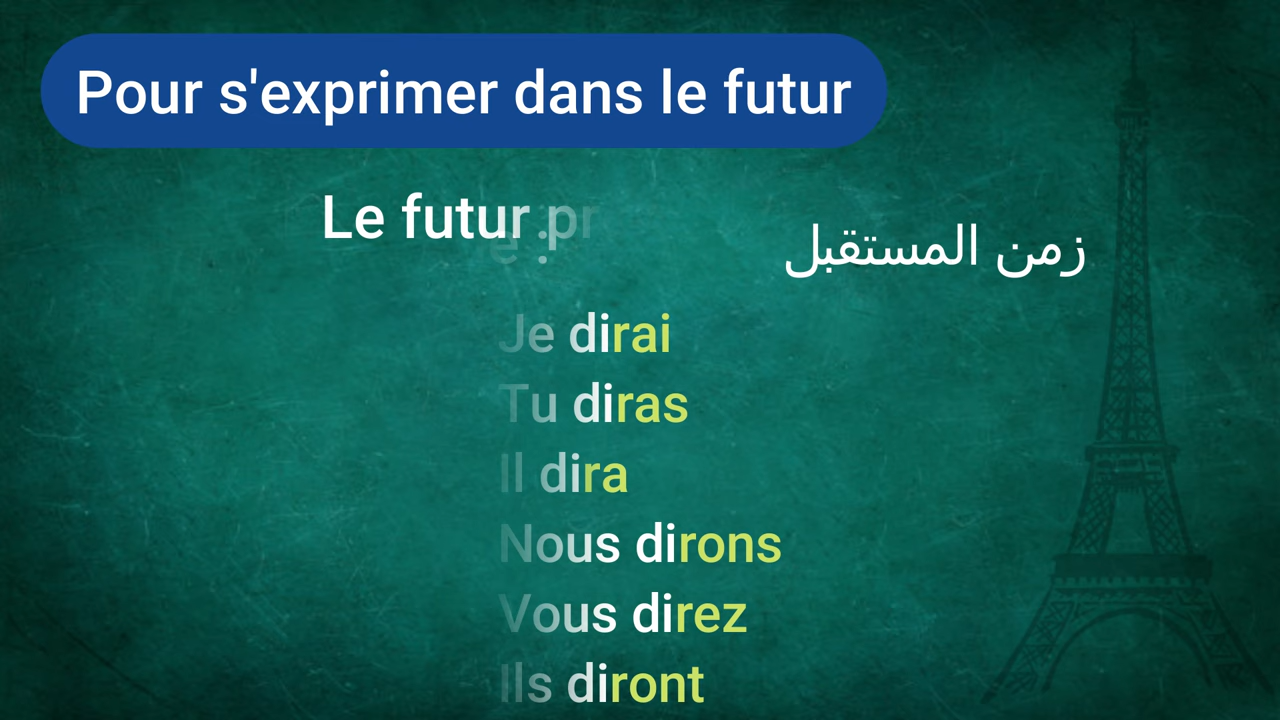 Pour s'exprimer dans le futur
Le futur
زمن المستقبل
Je dirai
Tu diras
Il dira
Nous dirons
Vous direz
Ils diront